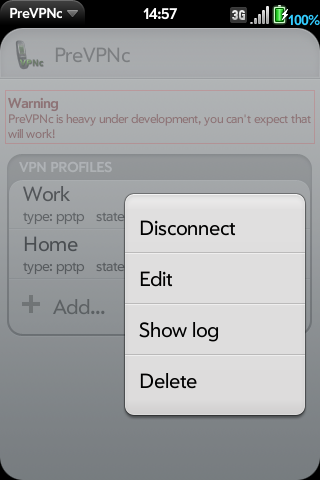 PreVPNc 14:57 3G 100%
PreVPNc
Warning
PreVPNc is heavy under development, you can't expect that
will work!
VPN PROFILES
Work
type: pptp state
Home
type: pptp state
Add...
Disconnect
Edit
Show log
Delete